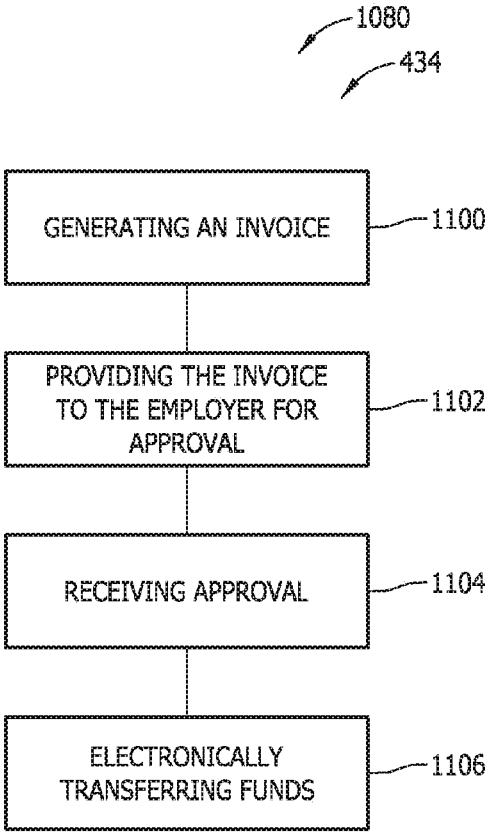 1080
434
GENERATING AN INVOICE
1100
PROVIDING THE INVOICE
TO THE EMPLOYER FOR
APPROVAL
1102
RECEIVING APPROVAL
1104
ELECTRONICALLY
TRANSFERRING FUNDS
1106